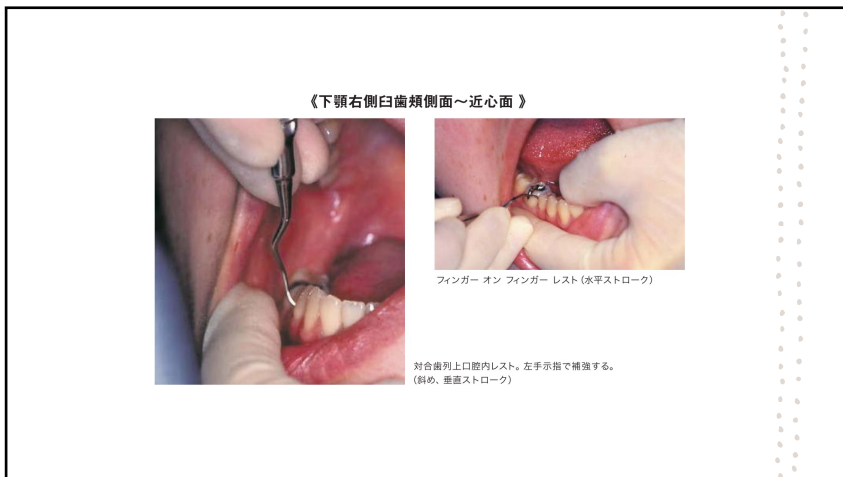 《下顎右側臼歯頬側面〜近心面 》
フィンガー オン フィンガー レスト（水平ストローク）
対合歯列上口腔内レスト。左手示指で補強する。
（斜め、垂直ストローク）